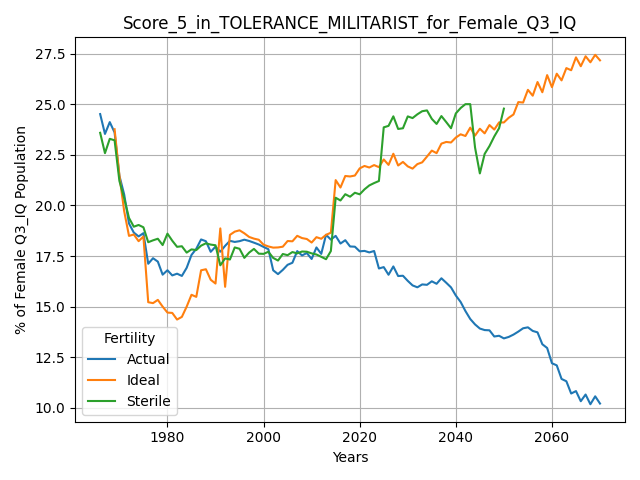 Score_5_in_TOLERANCE_MILITARIST_for_Female_Q3_IQ
% of Female Q3_IQ Population
27.5
25.0
22.5
20.0
17.5
15.0
12.5
10.0
Fertility
Actual
Ideal
Sterile
1980
2000
2020
2040
2060
Years